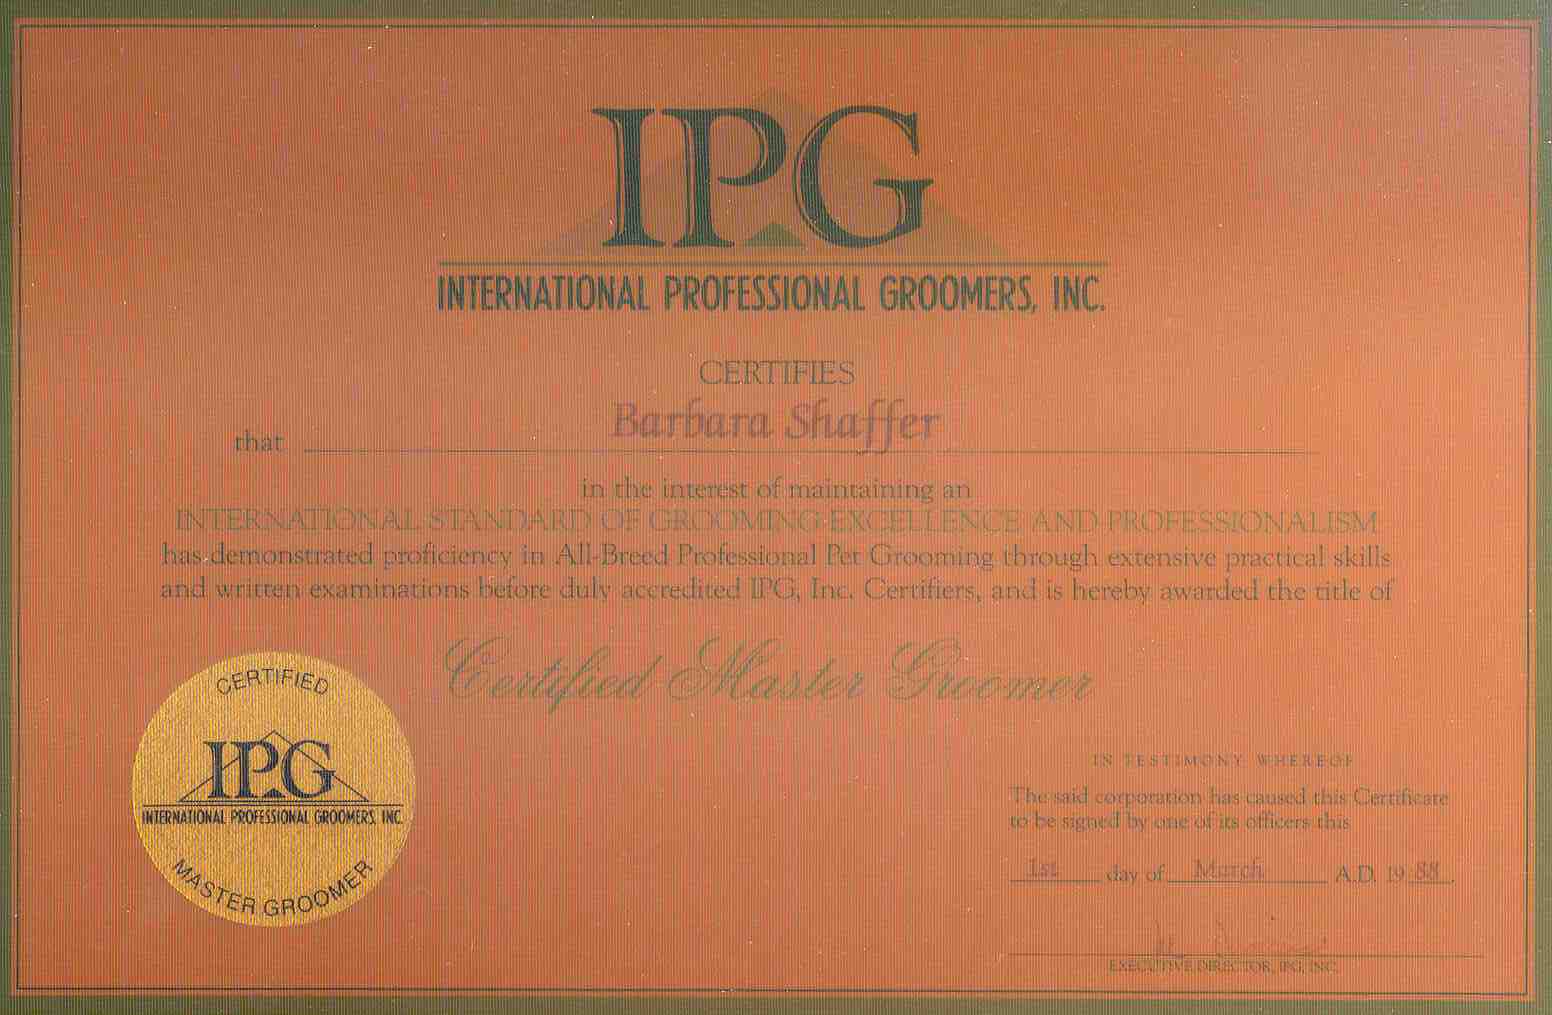 IPG
INTERNATIONAL PROFESSIONAL GROOMERS, INC.
CERTIFIES
that Barbara Shaffer
in the interest of maintaining an
INTERNATIONAL STANDARD OF GROOMING EXCELLENCE AND PROFESSIONALISM
has demonstrated proficiency in All-Breed Professional Pet Grooming through extensive practical skills
and written examinations before duly accredited IPG, Inc. Certifiers, and is hereby awarded the title of
Certified Master Groomer
CERTIFIED
IPG
INTERNATIONAL PROFESSIONAL GROOMERS, INC.
MASTER GROOMER
IN TESTIMONY WHEREOF
The said corporation has caused this Certificate
to be signed by one of its officers this
1st day of March A.D. 19 88.
EXECUTIVE DIRECTOR, IPG, INC.